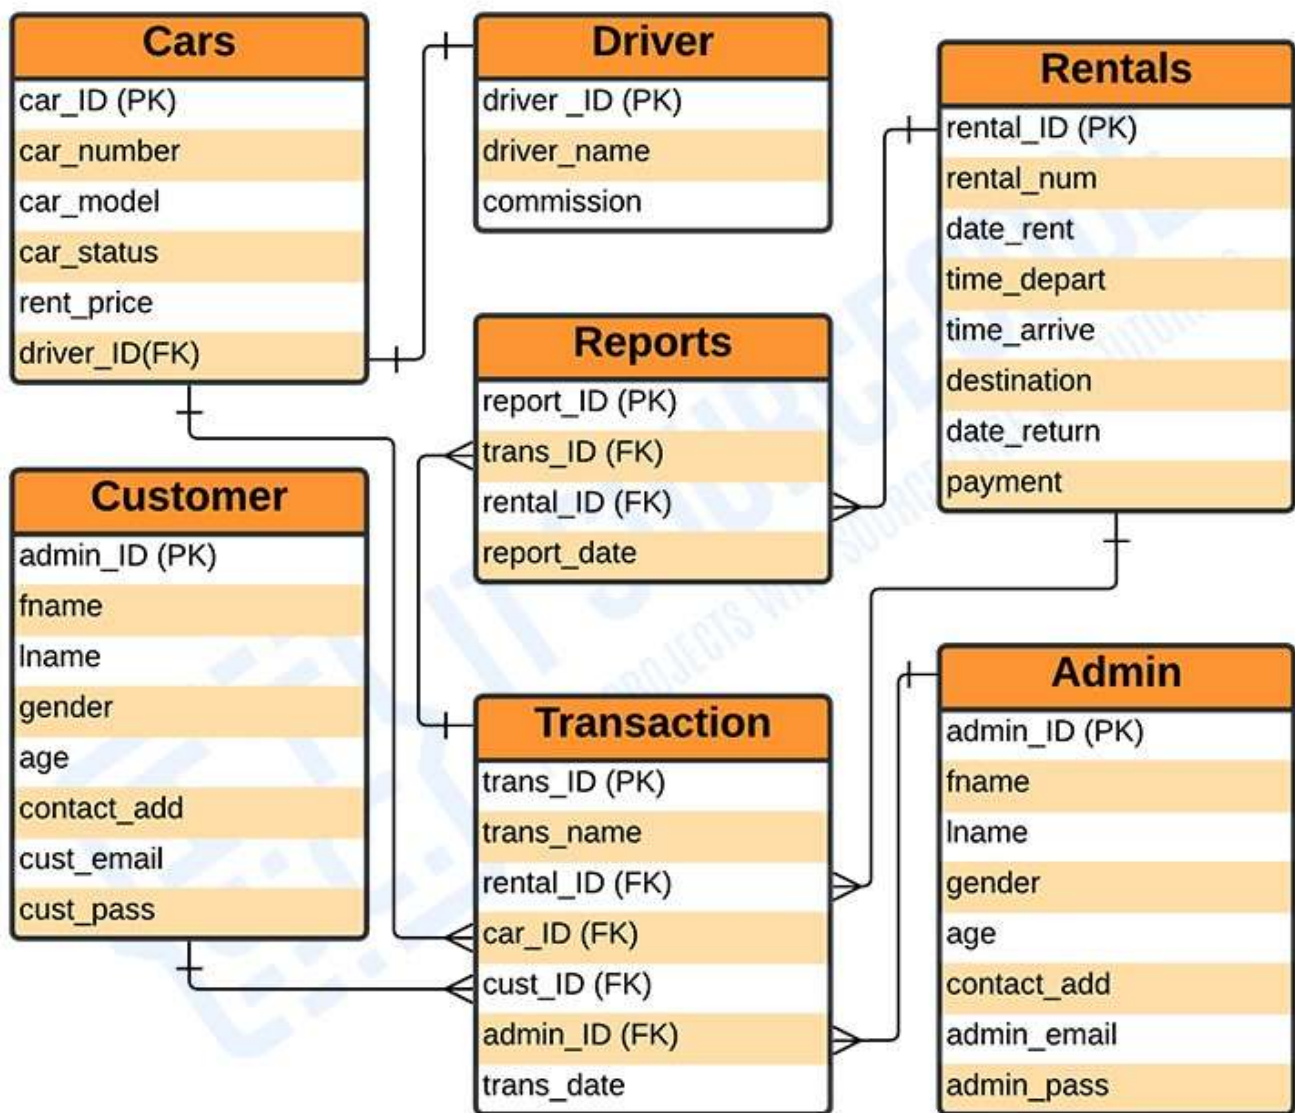 Cars
car_ID (PK)
car_number
car_model
car_status
rent_price
driver_ID(FK)
Driver
driver _ID (PK)
driver_name
commission
Rentals
rental_ID (PK)
rental_num
date_rent
time_depart
time_arrive
destination
date_return
payment
Reports
report_ID (PK)
trans_ID (FK)
rental_ID (FK)
report_date
Customer
admin_ID (PK)
fname
lname
gender
age
contact_add
cust_email
cust_pass
Transaction
trans_ID (PK)
trans_name
rental_ID (FK)
car_ID (FK)
cust_ID (FK)
admin_ID (FK)
trans_date
Admin
admin_ID (PK)
fname
lname
gender
age
contact_add
admin_email
admin_pass
IT SOURCECODE